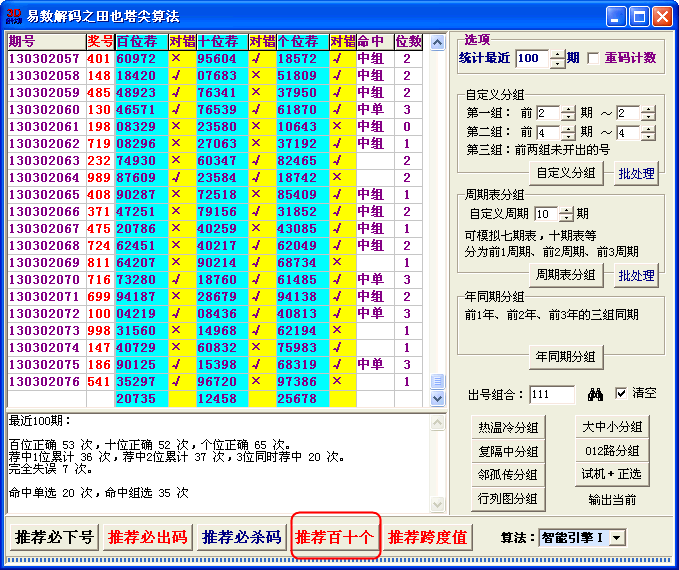 易数解码之田也塔尖算法
期号 奖号 百位荐 对错 十位荐 对错 个位荐 对错 命中 位数
130302057 401 60972 × 95604 √ 18572 √ 中组 2
130302058 148 18420 √ 07683 × 51809 √ 中组 2
130302059 485 48923 √ 76341 × 37950 √ 中组 2
130302060 130 46571 √ 76539 √ 61870 √ 中单 3
130302061 198 08329 × 23580 × 10643 × 中组 0
130302062 719 08296 × 27063 × 37192 √ 中组 1
130302063 232 74930 × 60347 √ 82465 √ 2
130302064 989 87609 √ 23584 √ 18742 × 2
130302065 408 90287 × 72518 × 85409 √ 中组 1
130302066 371 47251 × 79156 √ 31852 √ 中组 2
130302067 475 20786 × 40259 × 43085 √ 中组 1
130302068 724 62451 × 40217 √ 62049 √ 中组 2
130302069 811 64207 × 90214 √ 68734 × 1
130302070 716 73280 √ 18760 √ 61485 √ 中单 3
130302071 699 94187 × 28679 √ 94138 √ 中组 2
130302072 100 04219 √ 08436 √ 40813 √ 中单 3
130302073 998 31560 × 14968 √ 62194 × 1
130302074 147 40729 × 60832 × 75983 √ 1
130302075 186 90125 √ 15398 √ 68319 √ 中单 3
130302076 541 35297 √ 96720 × 97386 × 1
20735 12458 25678
最近100期：
百位正确 53 次，十位正确 52 次，个位正确 65 次。
荐中1位累计 36 次，荐中2位累计 37 次，3位同时荐中 20 次。
完全失误 7 次。
命中单选 20 次，命中组选 35 次
选项
统计最近 100 期 重码计数
自定义分组
第一组： 前 2 期 ～ 2
第二组： 前 4 期 ～ 4
第三组：前两组未开出的号
自定义分组 批处理
周期表分组
自定义周期 10 期
可模拟七期表，十期表等
分为前1周期、前2周期、前3周期
周期表分组 批处理
年同期分组
前1年、前2年、前3年的三组同期
年同期分组
出号组合： 111 清空
热温冷分组 大中小分组
复隔中分组 012路分组
邻孤传分组 试机＋正选
行列图分组 输出当前
推荐必下号 推荐必出码 推荐必杀码 推荐百十个 推荐跨度值 算法： 智能引擎 I